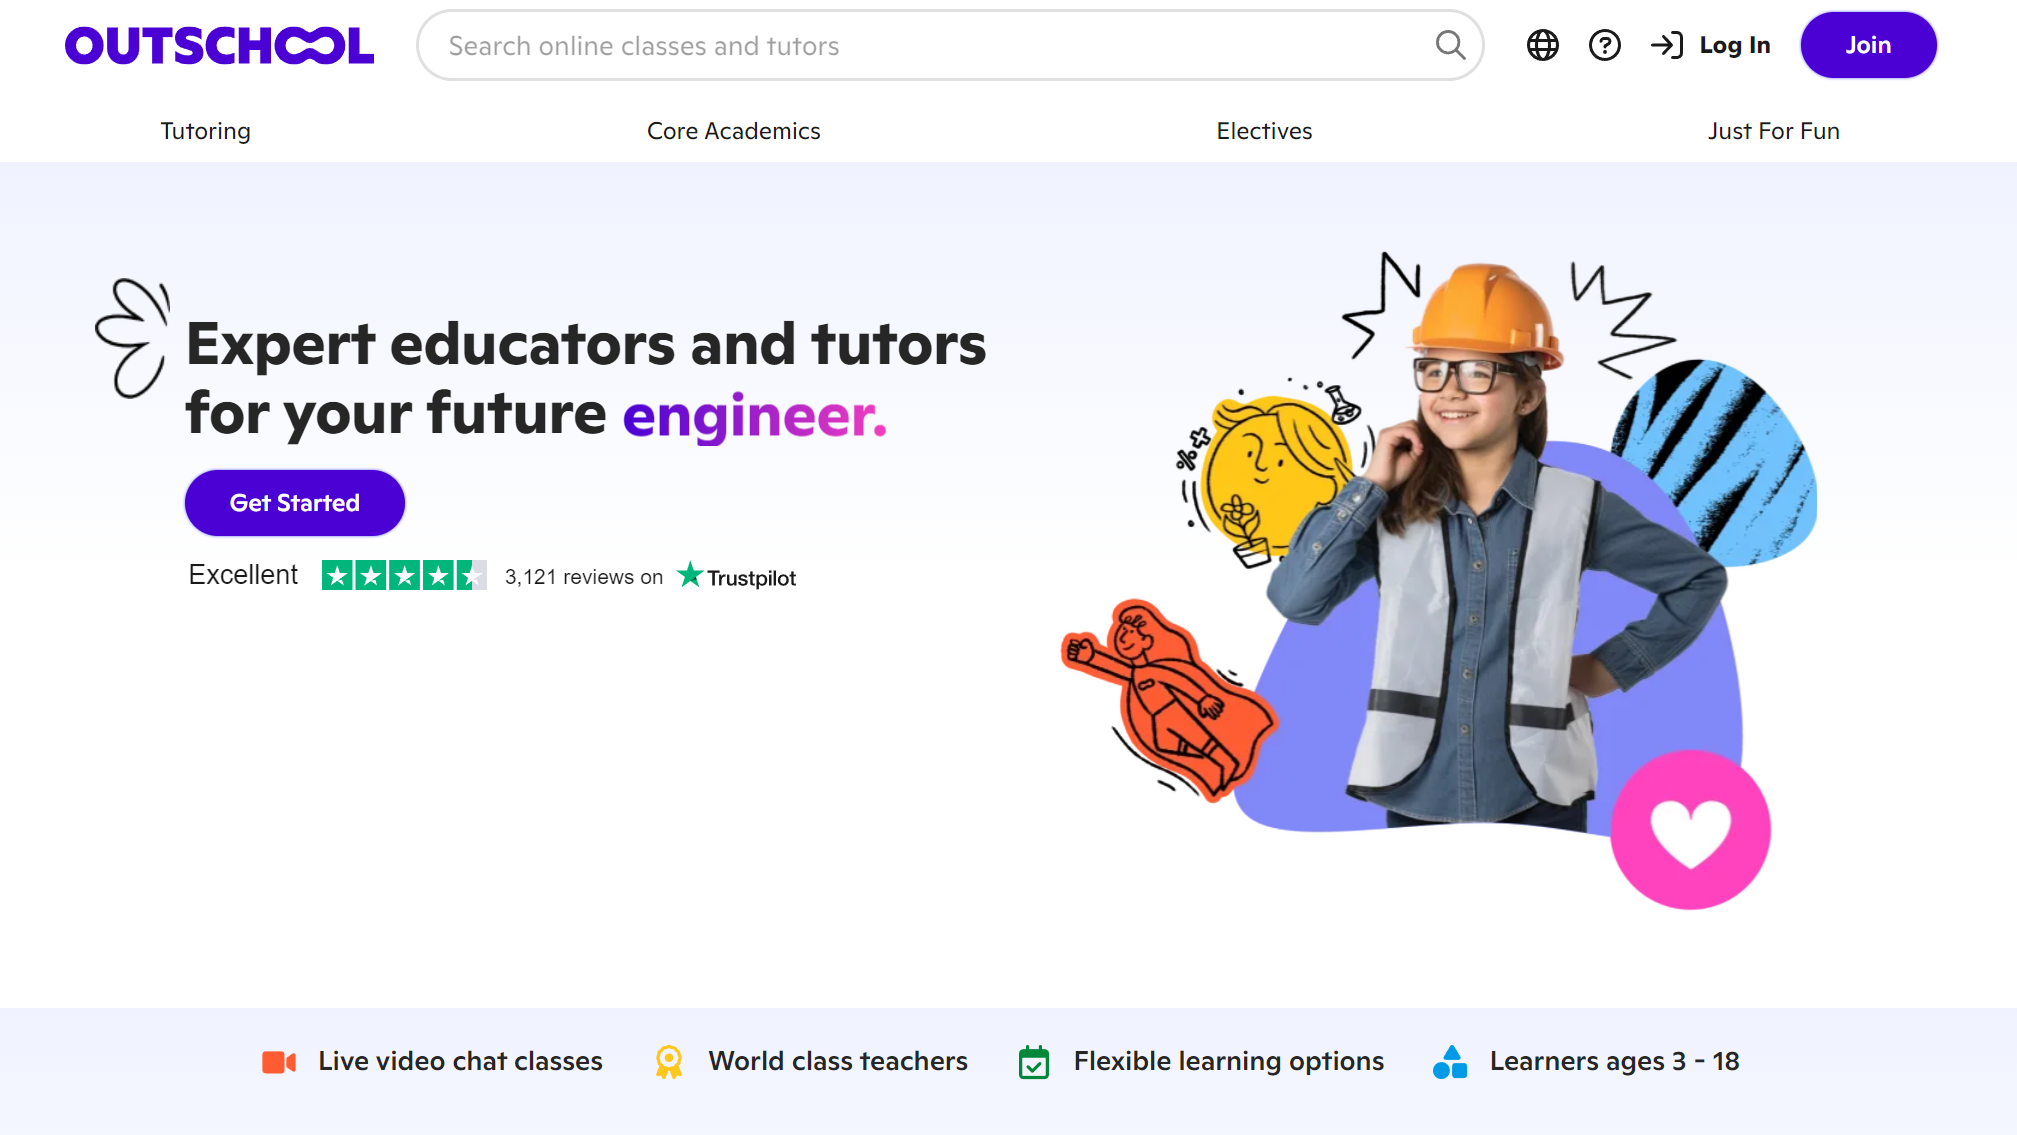 OUTSCHOOL
Search online classes and tutors
Log In
Join
Tutoring
Core Academics
Electives
Just For Fun
Expert educators and tutors
for your future engineer.
Get Started
Excellent
3,121 reviews on
Trustpilot
Live video chat classes
World class teachers
Flexible learning options
Learners ages 3 - 18